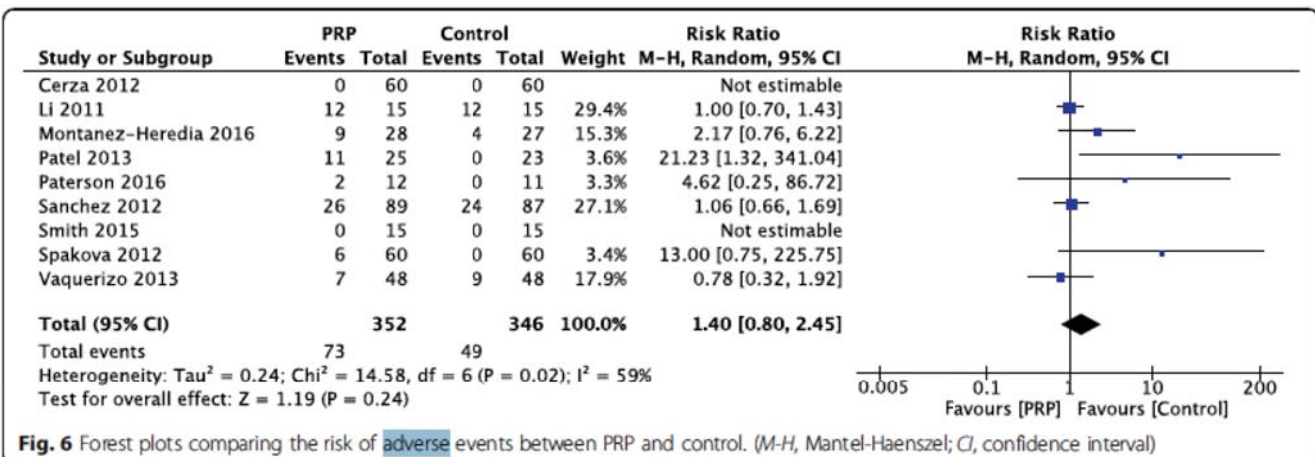 PRP Control Risk Ratio Risk Ratio
Study or Subgroup Events Total Events Total Weight M-H, Random, 95% CI M-H, Random, 95% CI
Cerza 2012 0 60 0 60 Not estimable
Li 2011 12 15 12 15 29.4% 1.00 [0.70, 1.43]
Montanez-Heredia 2016 9 28 4 27 15.3% 2.17 [0.76, 6.22]
Patel 2013 11 25 0 23 3.6% 21.23 [1.32, 341.04]
Paterson 2016 2 12 0 11 3.3% 4.62 [0.25, 86.72]
Sanchez 2012 26 89 24 87 27.1% 1.06 [0.66, 1.69]
Smith 2015 0 15 0 15 Not estimable
Spakova 2012 6 60 0 60 3.4% 13.00 [0.75, 225.75]
Vaquerizo 2013 7 48 9 48 17.9% 0.78 [0.32, 1.92]
Total (95% CI) 352 346 100.0% 1.40 [0.80, 2.45]
Total events 73 49
Heterogeneity: Tau² = 0.24; Chi² = 14.58, df = 6 (P = 0.02); I² = 59%
Test for overall effect: Z = 1.19 (P = 0.24)
0.005 0.1 1 10 200
Favours [PRP] Favours [Control]
Fig. 6 Forest plots comparing the risk of adverse events between PRP and control. (M-H, Mantel-Haenszel; CI, confidence interval)